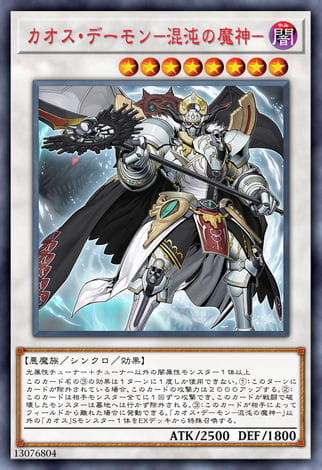 カオス・デーモン－混沌の魔神－
やみ
闇
[悪魔族／シンクロ／効果]
光属性チューナー＋チューナー以外の闇属性モンスター１体以上
このカード名の③の効果は１ターンに１度しか使用できない。①：このターンに
カードが除外されている場合、このカードの攻撃力は２０００アップする。②：
このカードは相手モンスター全てに１回ずつ攻撃でき、このカードが戦闘で破
壊したモンスターは墓地へは行かず除外される。③：このカードが相手によって
フィールドから離れた場合に発動できる。「カオス・デーモン－混沌の魔神－」以
外の「カオス」Sモンスター１体をEXデッキから特殊召喚する。
ATK/2500 DEF/1800
13076804